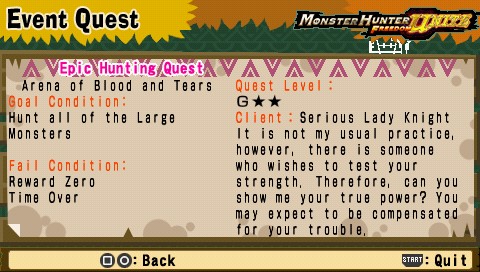 Event Quest
MONSTER HUNTER
FREEDOM UNITE
Epic Hunting Quest
Arena of Blood and Tears
Goal Condition:
Hunt all of the Large
Monsters
Fail Condition:
Reward Zero
Time Over
Quest Level:
G★★
Client: Serious Lady Knight
It is not my usual practice,
however, there is someone
who wishes to test your
strength. Therefore, can you
show me your true power? You
may expect to be compensated
for your trouble.
□○: Back
START: Quit